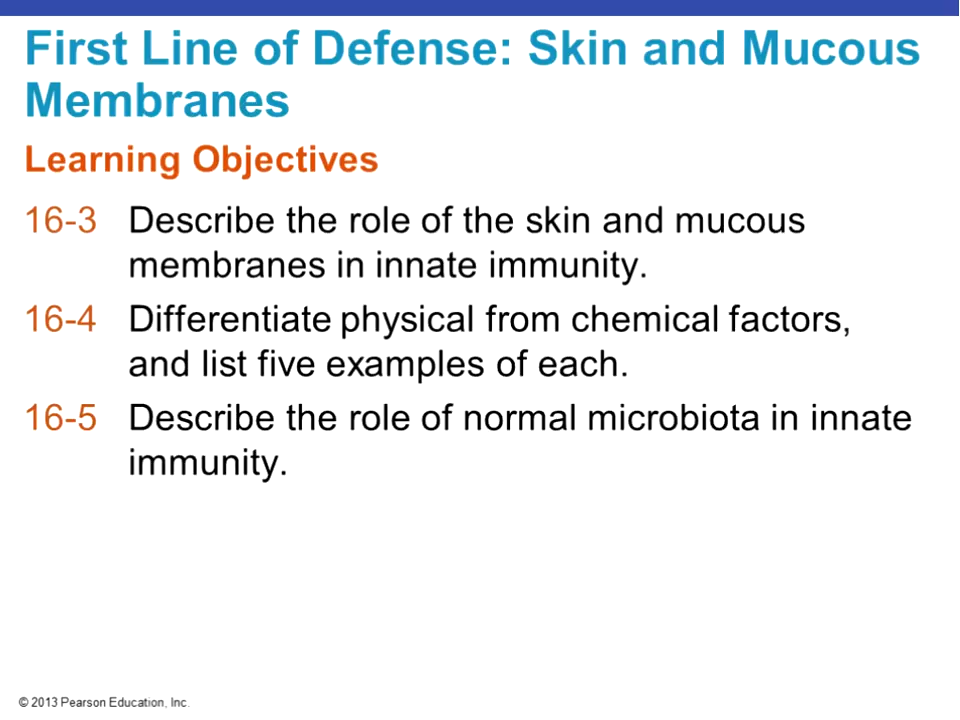 First Line of Defense: Skin and Mucous
Membranes
Learning Objectives
16-3 Describe the role of the skin and mucous
membranes in innate immunity.
16-4 Differentiate physical from chemical factors,
and list five examples of each.
16-5 Describe the role of normal microbiota in innate
immunity.
© 2013 Pearson Education, Inc.